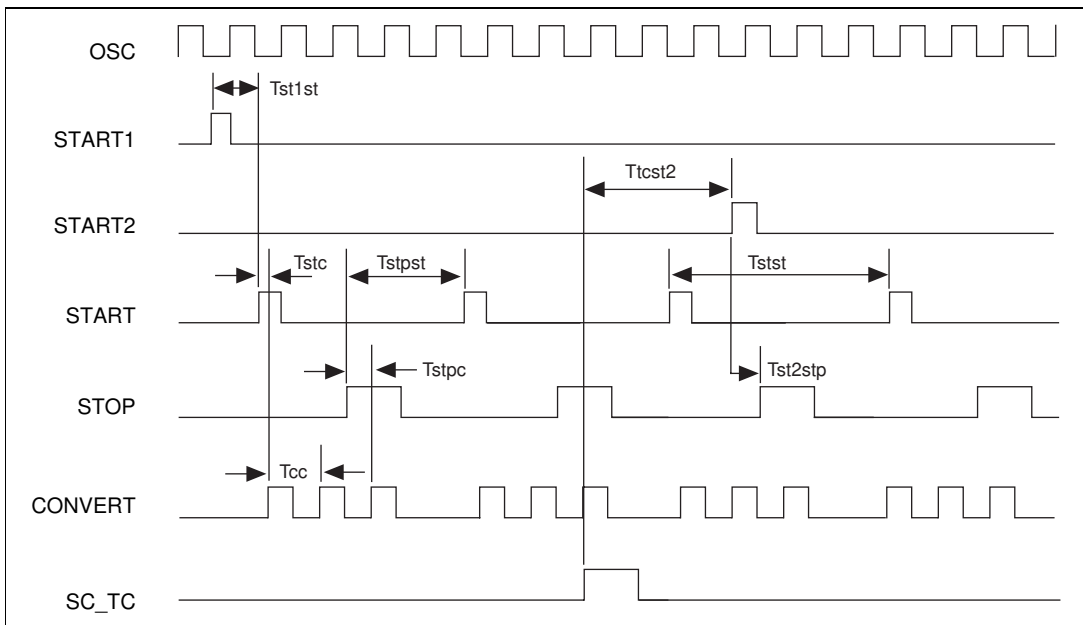 OSC
Tst1st
START1
Ttcst2
START2
Tstc
Tstpst
Tstst
START
Tstpc
Tst2stp
STOP
Tcc
CONVERT
SC_TC